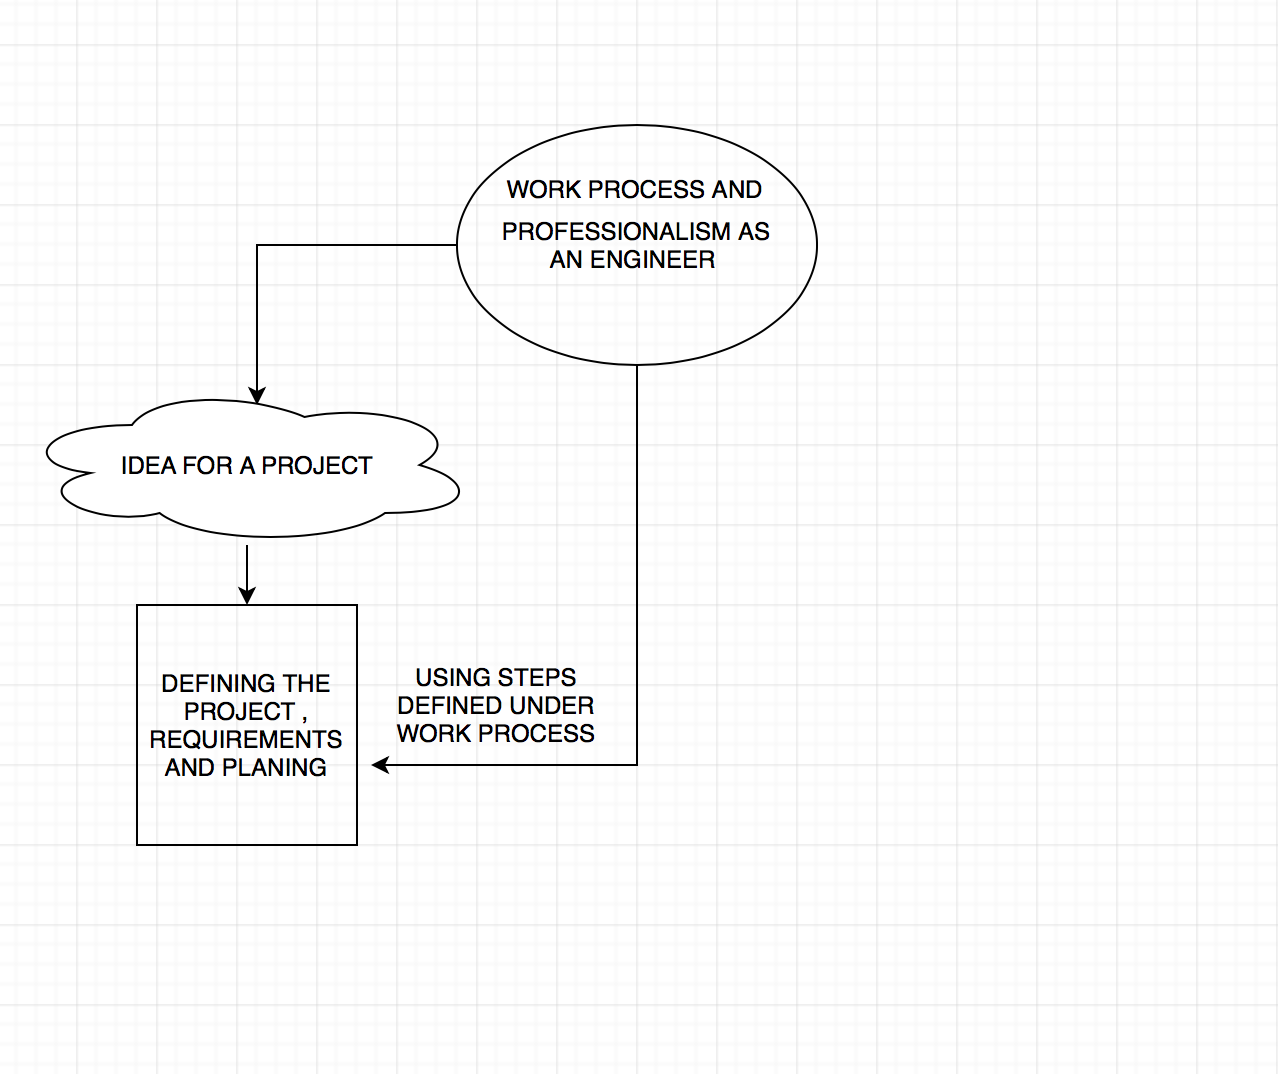 WORK PROCESS AND
PROFESSIONALISM AS
AN ENGINEER
IDEA FOR A PROJECT
DEFINING THE
PROJECT ,
REQUIREMENTS
AND PLANING
USING STEPS
DEFINED UNDER
WORK PROCESS